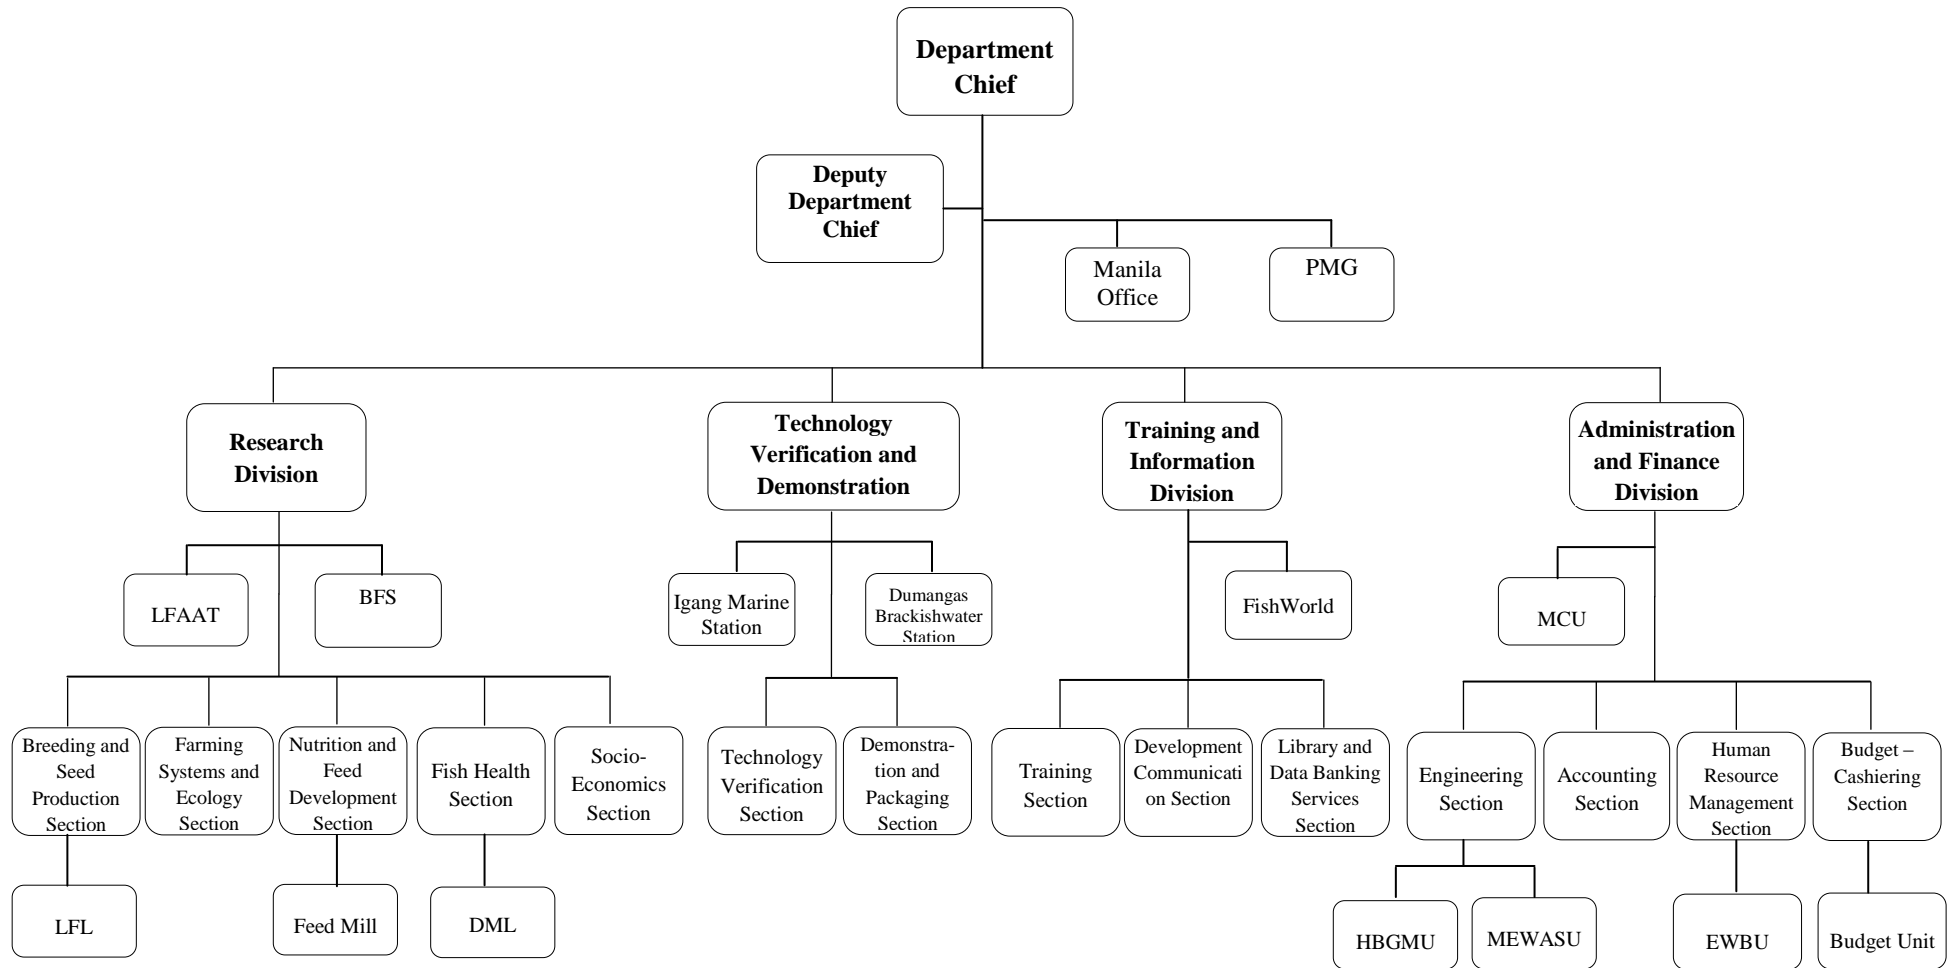 Department
Chief
Deputy
Department
Chief
Manila
Office
PMG
Research
Division
Technology
Verification and
Demonstration
Training and
Information
Division
Administration
and Finance
Division
LFAAT
BFS
Igang Marine
Station
Dumangas
Brackishwater
Station
FishWorld
MCU
Breeding and
Seed
Production
Section
Farming
Systems and
Ecology
Section
Nutrition and
Feed
Development
Section
Fish Health
Section
Socio-
Economics
Section
Technology
Verification
Section
Demonstra-
tion and
Packaging
Section
Training
Section
Development
Communicati
on Section
Library and
Data Banking
Services
Section
Engineering
Section
Accounting
Section
Human
Resource
Management
Section
Budget –
Cashiering
Section
LFL
Feed Mill
DML
HBGMU
MEWASU
EWBU
Budget Unit